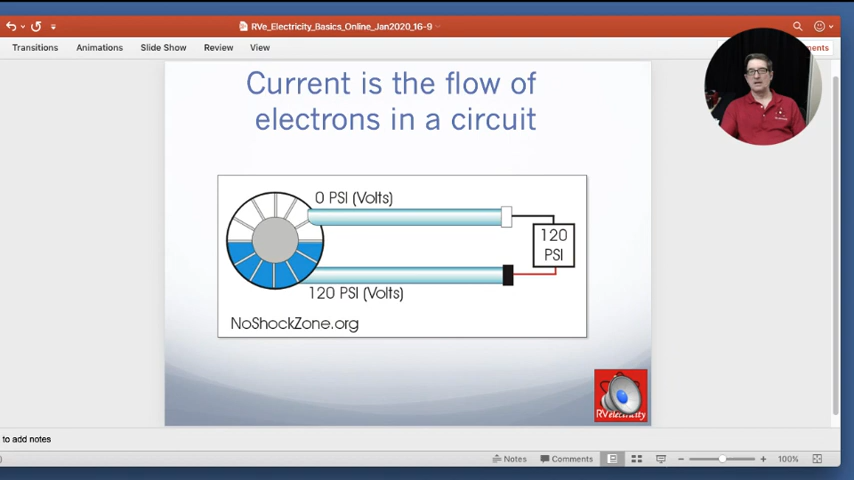 RVe_Electricity_Basics_Online_Jan2020_16-9
Transitions Animations Slide Show Review View
Current is the flow of
electrons in a circuit
0 PSI (Volts)
120
PSI
120 PSI (Volts)
NoShockZone.org
RVelectricity
to add notes
Notes Comments 100%